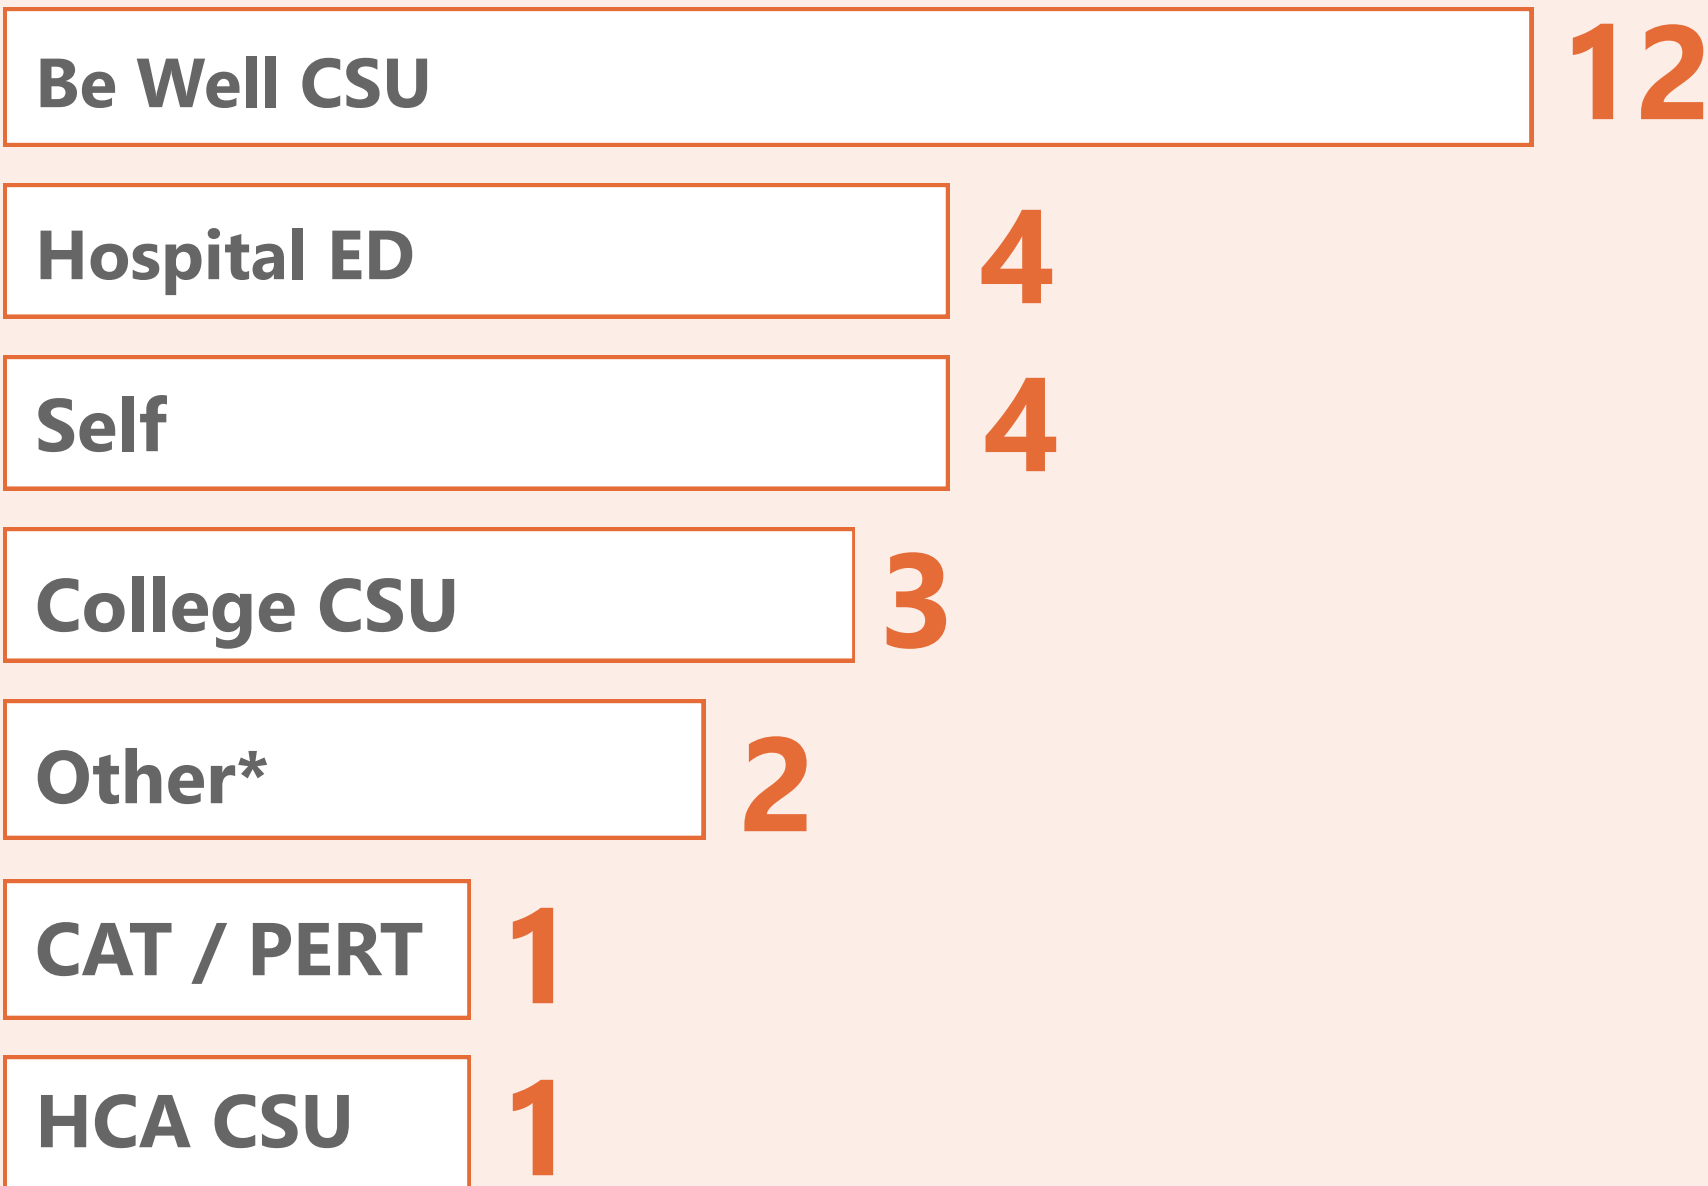 Be Well CSU 12
Hospital ED 4
Self 4
College CSU 3
Other* 2
CAT / PERT 1
HCA CSU 1